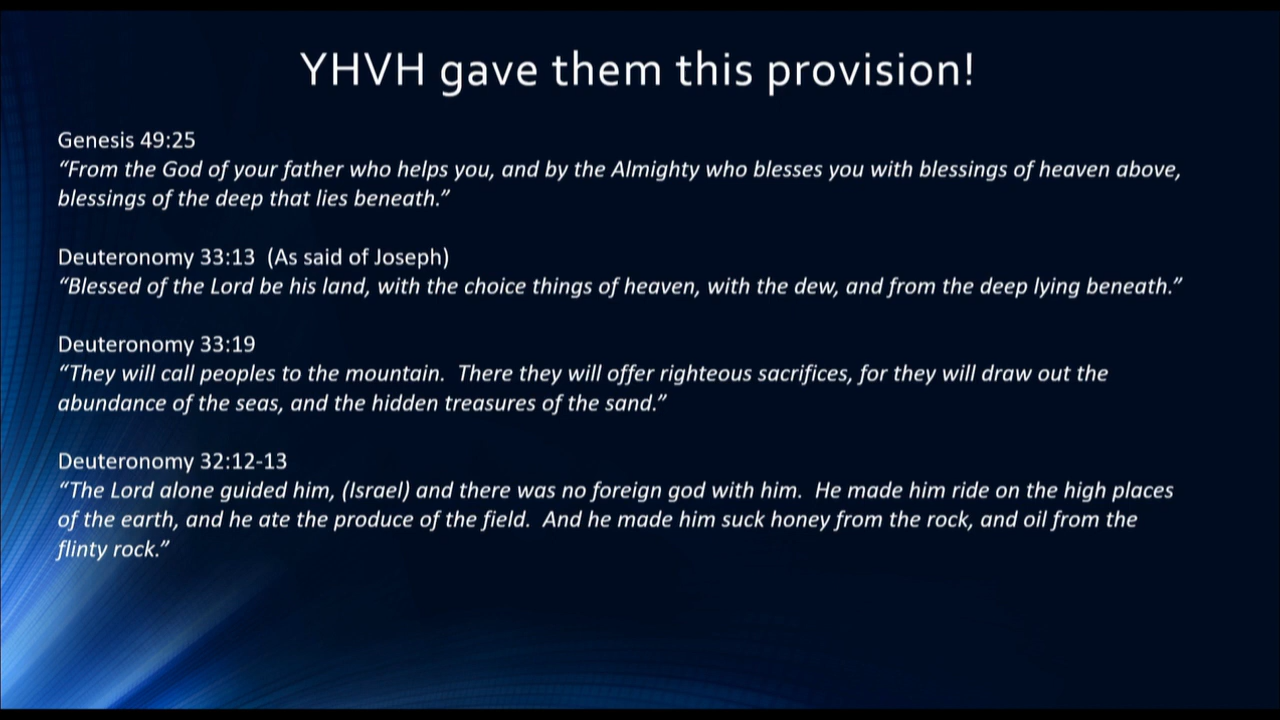 YHVH gave them this provision!
Genesis 49:25
“From the God of your father who helps you, and by the Almighty who blesses you with blessings of heaven above,
blessings of the deep that lies beneath.”
Deuteronomy 33:13  (As said of Joseph)
“Blessed of the Lord be his land, with the choice things of heaven, with the dew, and from the deep lying beneath.”
Deuteronomy 33:19
“They will call peoples to the mountain.  There they will offer righteous sacrifices, for they will draw out the
abundance of the seas, and the hidden treasures of the sand.”
Deuteronomy 32:12-13
“The Lord alone guided him, (Israel) and there was no foreign god with him.  He made him ride on the high places
of the earth, and he ate the produce of the field.  And he made him suck honey from the rock, and oil from the
flinty rock.”